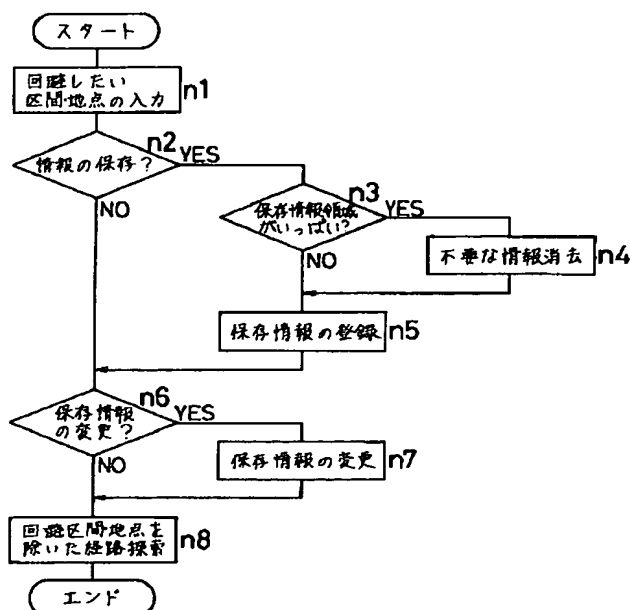 スタート
回避したい
区間・地点の入力
n1
n2
情報の保存?
YES
NO
n3
保存情報領域
がいっぱい?
YES
NO
不要な情報消去
n4
保存情報の登録
n5
n6
保存情報
の変更?
YES
NO
保存情報の変更
n7
回避区間・地点を
除いた経路探索
n8
エンド